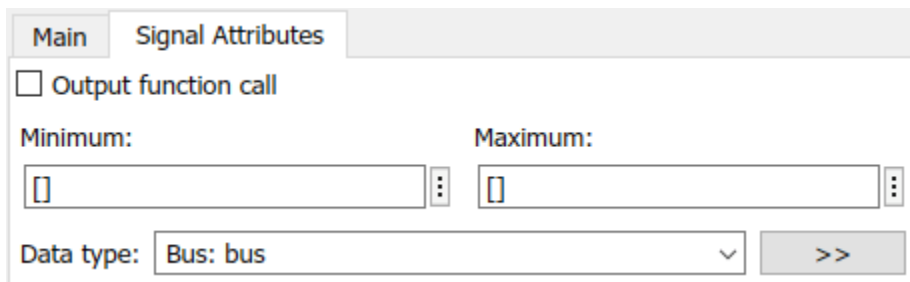 Main Signal Attributes
Output function call
Minimum: Maximum:
[] []
Data type: Bus: bus >>